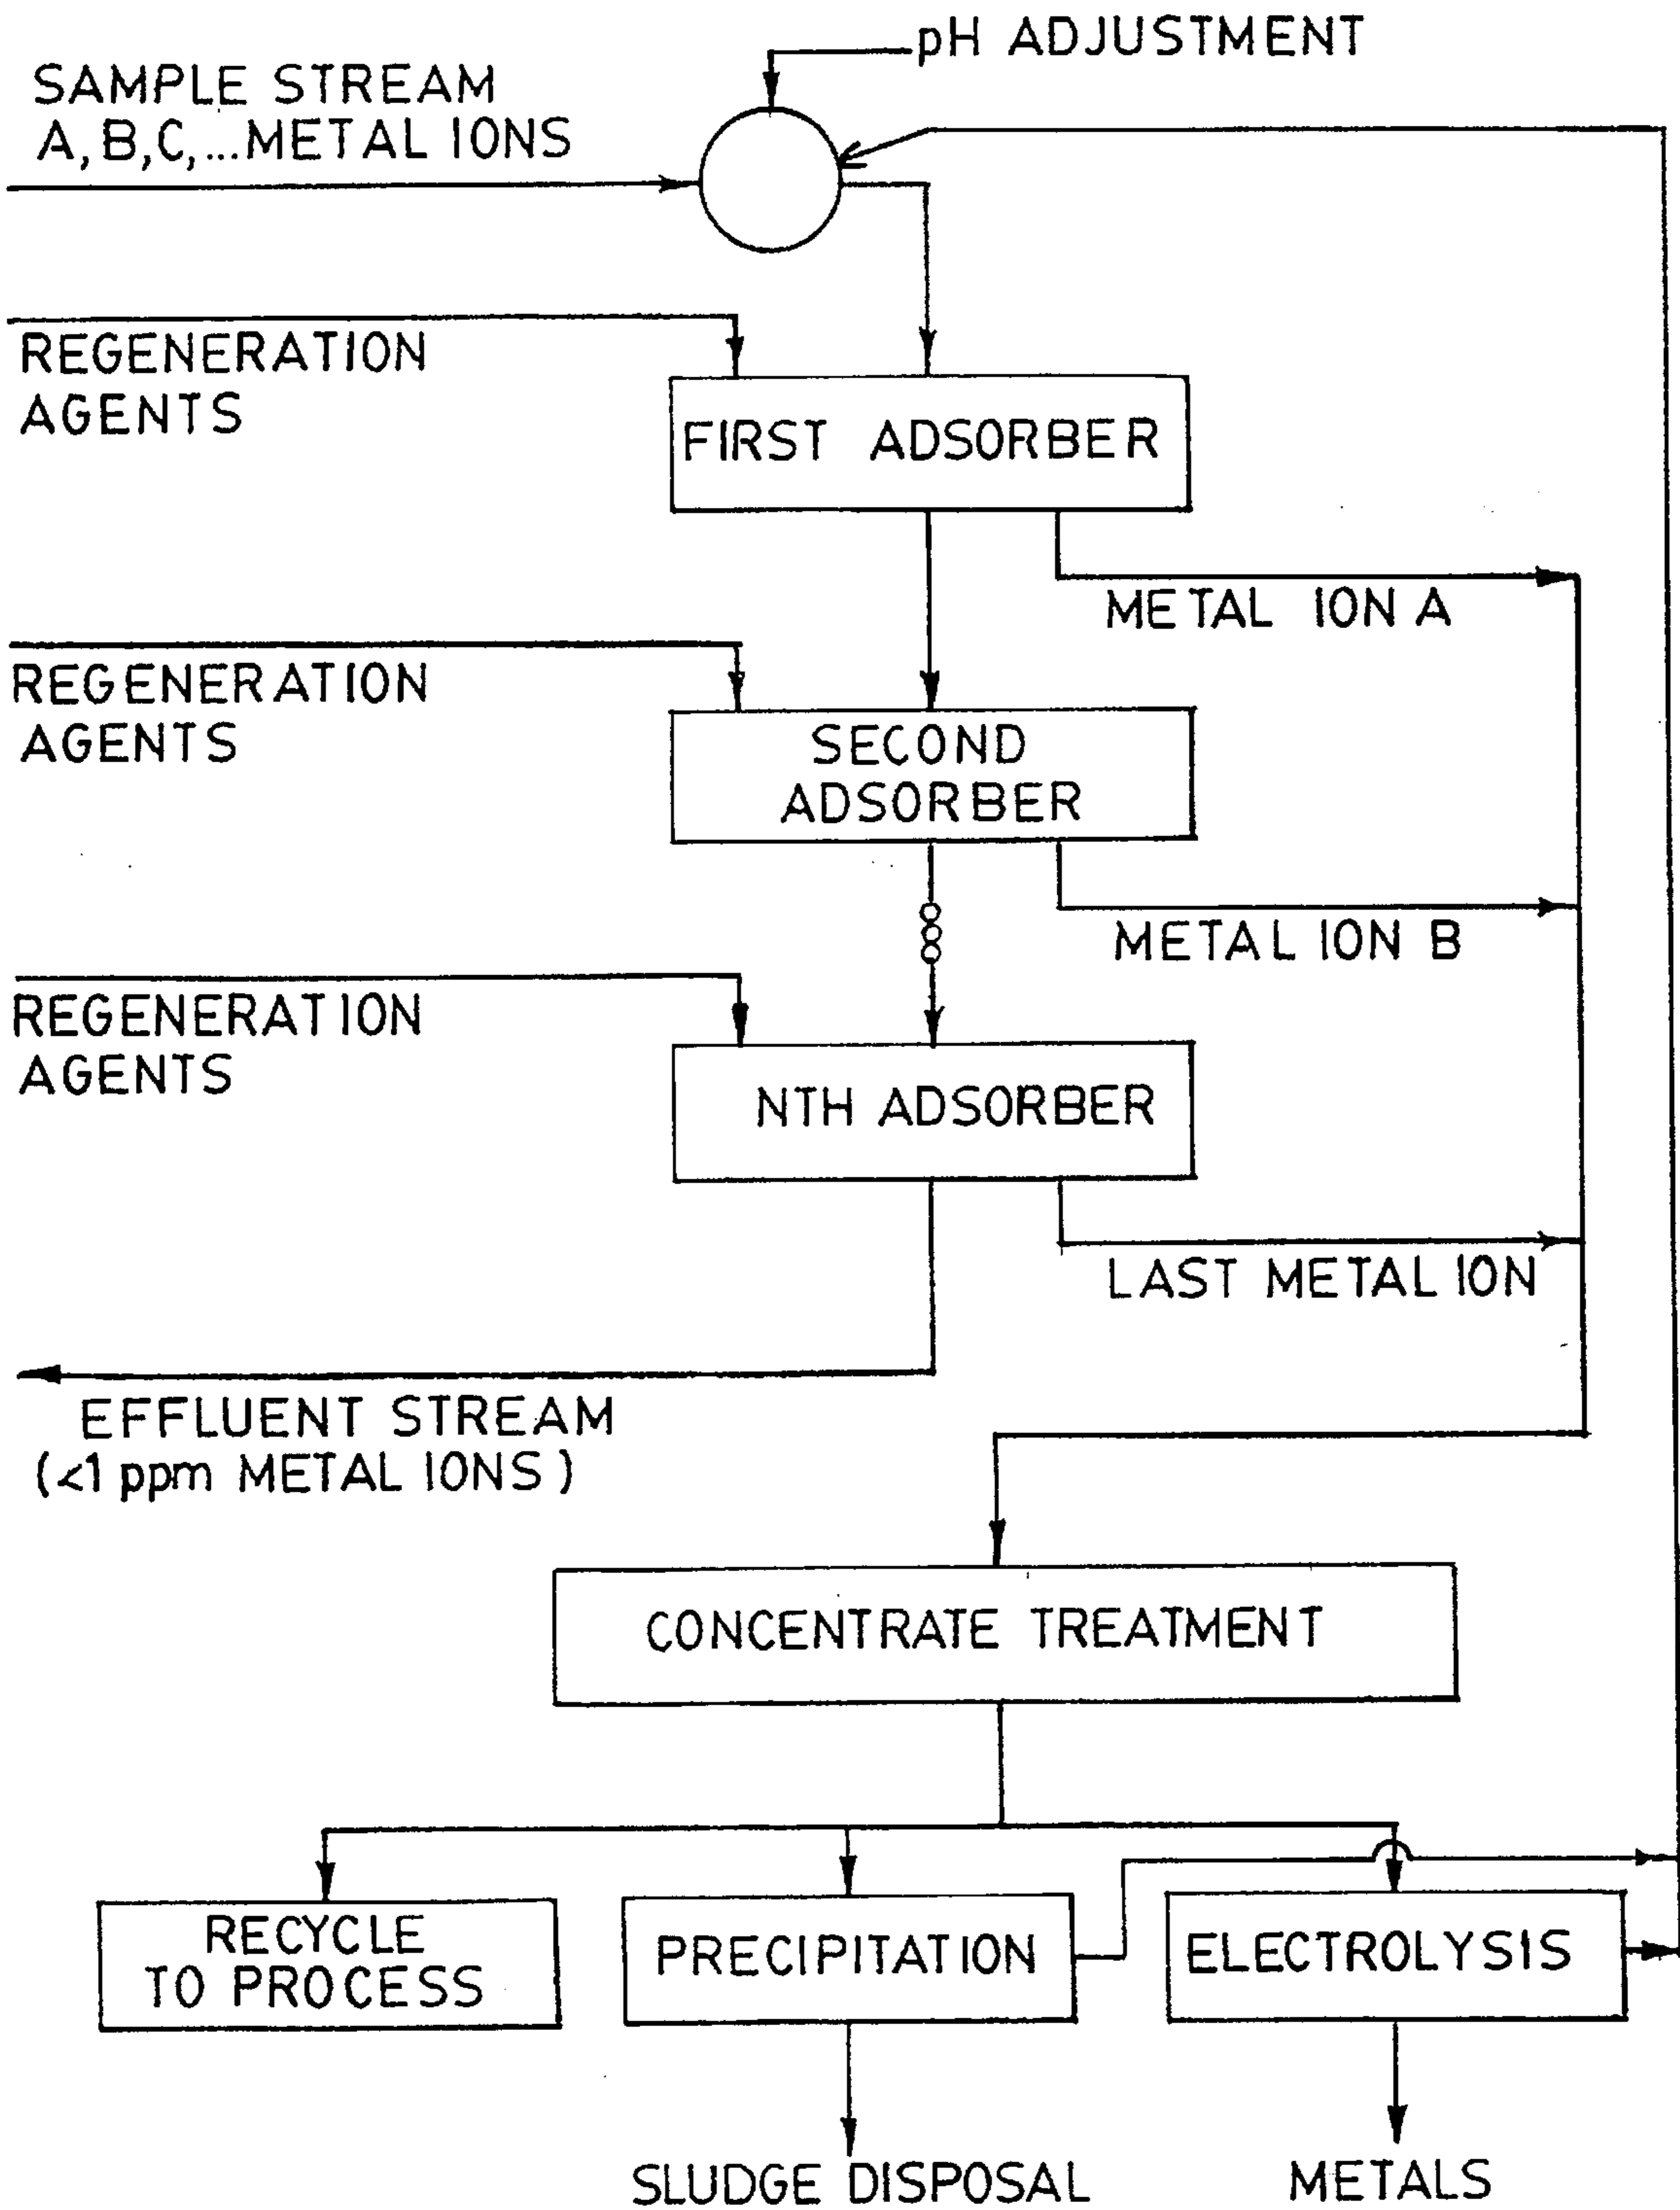 pH ADJUSTMENT
SAMPLE STREAM
A, B, C, ... METAL IONS
REGENERATION
AGENTS
FIRST ADSORBER
METAL ION A
REGENERATION
AGENTS
SECOND
ADSORBER
METAL ION B
REGENERATION
AGENTS
NTH ADSORBER
LAST METAL ION
EFFLUENT STREAM
(<1 ppm METAL IONS)
CONCENTRATE TREATMENT
RECYCLE
TO PROCESS
PRECIPITATION
ELECTROLYSIS
SLUDGE DISPOSAL
METALS